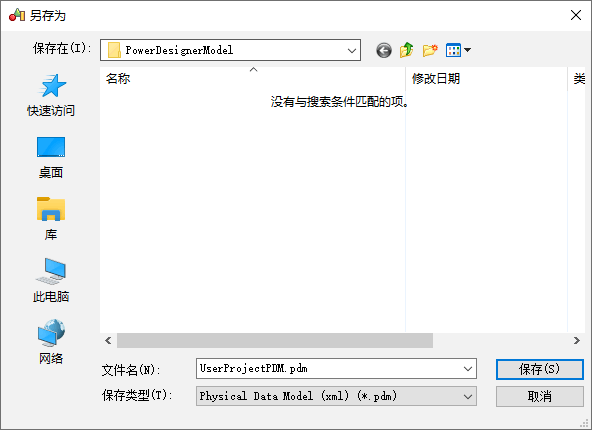 另存为
保存在(I):
PowerDesignerModel
名称
修改日期
类
没有与搜索条件匹配的项。
快速访问
桌面
库
此电脑
网络
文件名(N):
UserProjectPDM.pdm
保存(S)
保存类型(T):
Physical Data Model (xml) (*.pdm)
取消